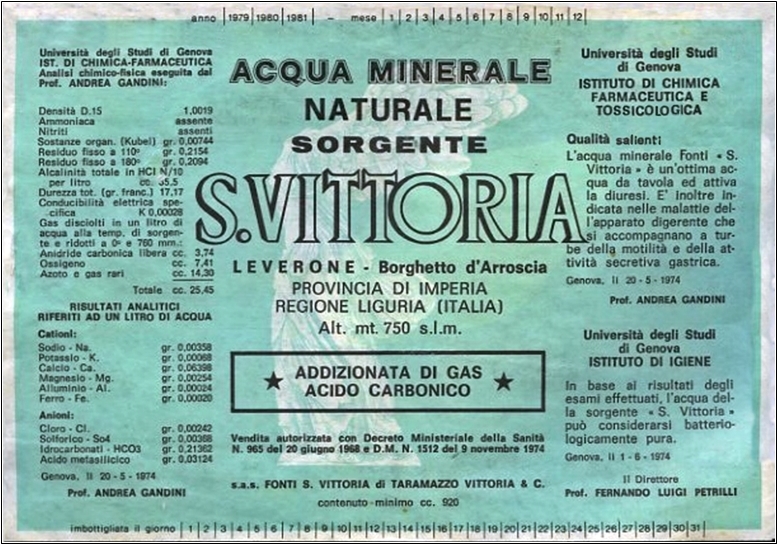 anno | 1979 | 1980 | 1981 | – mese | 1 | 2 | 3 | 4 | 5 | 6 | 7 | 8 | 9 | 10 | 11 | 12 |
Università degli Studi di Genova
IST. DI CHIMICA-FARMACEUTICA
Analisi chimico-fisica eseguita dal
Prof. ANDREA GANDINI:
Densità D.15 1,0019
Ammoniaca assente
Nitriti assenti
Sostanze organ. (Kubel) gr. 0,00744
Residuo fisso a 110° gr. 0,2154
Residuo fisso a 180° gr. 0,2094
Alcalinità totale in HCl N/10
per litro cc. 35.5
Durezza tot. (gr. franc.) 17,17
Conducibilità elettrica spe-
cifica K 0,00028
Gas disciolti in un litro di
acqua alla temp. di sorgen-
te e ridotti a 0° e 760 mm.:
Anidride carbonica libera cc. 3,74
Ossigeno cc. 7,41
Azoto e gas rari cc. 14,30
Totale cc. 25,45
RISULTATI ANALITICI
RIFERITI AD UN LITRO DI ACQUA
Cationi:
Sodio - Na. gr. 0,00358
Potassio - K. gr. 0,00068
Calcio - Ca. gr. 0,06398
Magnesio - Mg. gr. 0,00254
Alluminio - Al. gr. 0,00024
Ferro - Fe. gr. 0,00020
Anioni:
Cloro - Cl. gr. 0,00242
Solforico - So4 gr. 0,00368
Idrocarbonati - HCO3 gr. 0,21362
Acido metasilicico gr. 0,03124
Genova, li 20 - 5 - 1974
Prof. ANDREA GANDINI
ACQUA MINERALE
NATURALE
SORGENTE
S.VITTORIA
LEVERONE - Borghetto d'Arroscia
PROVINCIA DI IMPERIA
REGIONE LIGURIA (ITALIA)
Alt. mt. 750 s.l.m.
★ ADDIZIONATA DI GAS ★
ACIDO CARBONICO
Vendita autorizzata con Decreto Ministeriale della Sanità
N. 965 del 20 giugno 1968 e D.M. N. 1512 del 9 novembre 1974
s.a.s. FONTI S. VITTORIA di TARAMAZZO VITTORIA & C.
contenuto minimo cc. 920
Università degli Studi
di Genova
ISTITUTO DI CHIMICA
FARMACEUTICA E
TOSSICOLOGICA
Qualità salienti:
L'acqua minerale Fonti « S.
Vittoria » è un'ottima ac-
qua da tavola ed attiva
la diuresi. E' inoltre in-
dicata nelle malattie del-
l'apparato digerente che
si accompagnano a tur-
be della motilità e della at-
tività secretiva gastrica.
Genova, li 20 - 5 - 1974
Prof. ANDREA GANDINI
Università degli Studi
di Genova
ISTITUTO DI IGIENE
In base ai risultati degli
esami effettuati, l'acqua del-
la sorgente « S. Vittoria »
può considerarsi batterio-
logicamente pura.
Genova, li 1 - 6 - 1974
Il Direttore
Prof. FERNANDO LUIGI PETRILLI
imbottigliata il giorno | 1 | 2 | 3 | 4 | 5 | 6 | 7 | 8 | 9 | 10 | 11 | 12 | 13 | 14 | 15 | 16 | 17 | 18 | 19 | 20 | 21 | 22 | 23 | 24 | 25 | 26 | 27 | 28 | 29 | 30 | 31 |